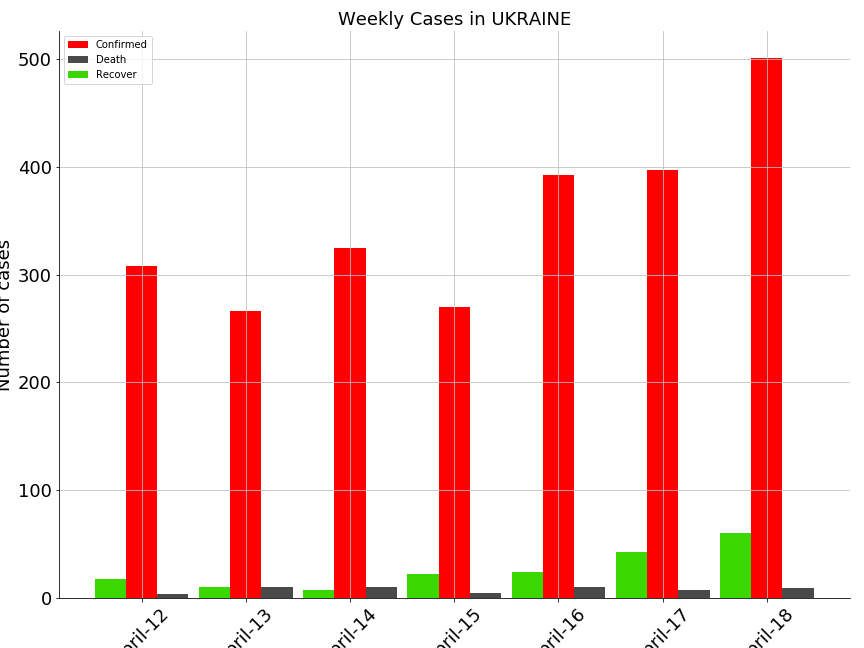 Weekly Cases in UKRAINE
Confirmed
Death
Recover
Number of cases
500
400
300
200
100
0
pril-12
pril-13
pril-14
pril-15
pril-16
pril-17
pril-18